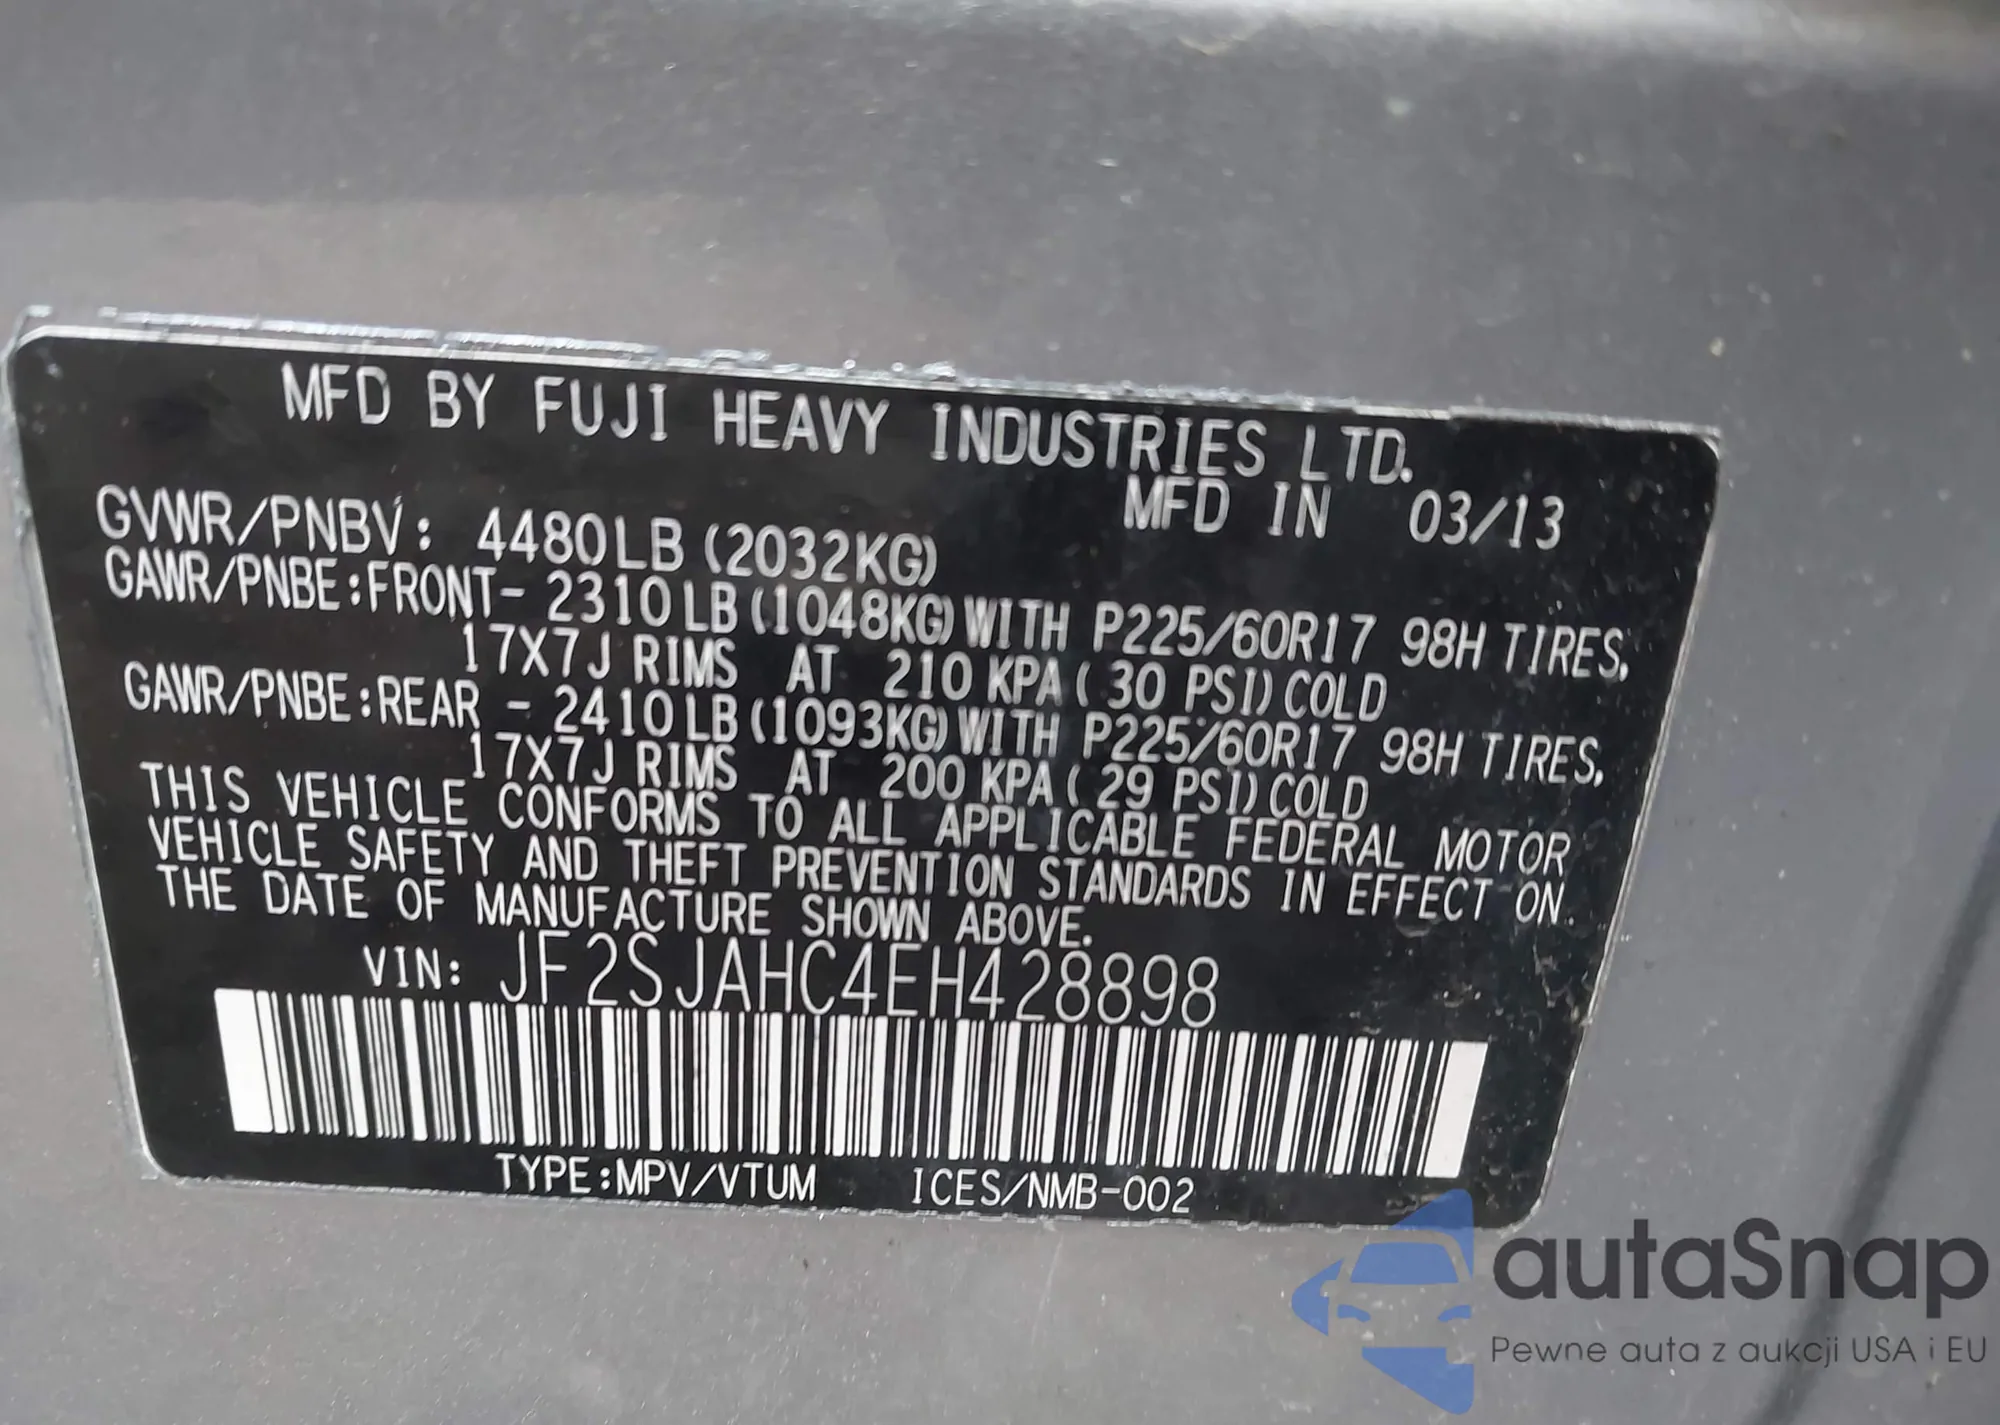 MFD BY FUJI HEAVY INDUSTRIES LTD.
MFD IN 03/13
GVWR/PNBV: 4480LB (2032KG)
GAWR/PNBE:FRONT- 2310LB (1048KG) WITH P225/60R17 98H TIRES,
17X7J RIMS AT 210 KPA ( 30 PSI) COLD
GAWR/PNBE:REAR - 2410LB (1093KG) WITH P225/60R17 98H TIRES,
17X7J RIMS AT 200 KPA ( 29 PSI) COLD
THIS VEHICLE CONFORMS TO ALL APPLICABLE FEDERAL MOTOR
VEHICLE SAFETY AND THEFT PREVENTION STANDARDS IN EFFECT ON
THE DATE OF MANUFACTURE SHOWN ABOVE.
VIN: JF2SJAHC4EH428898
TYPE:MPV/VTUM ICES/NMB-002
autaSnap
Pewne auta z aukcji USA i EU